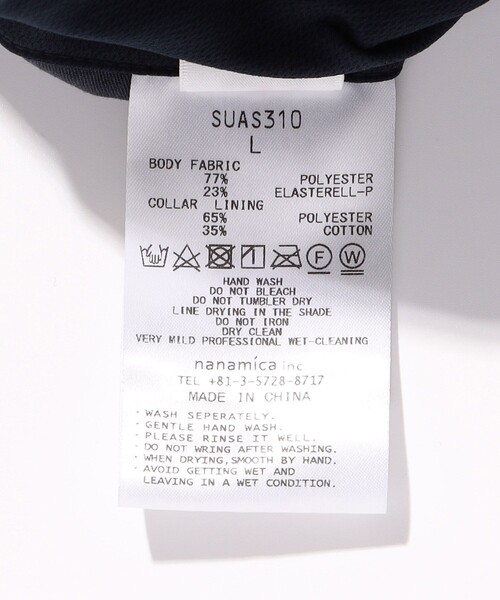 SUAS310
L
BODY FABRIC
77% POLYESTER
23% ELASTERELL-P
COLLAR LINING
65% POLYESTER
35% COTTON
F W
HAND WASH
DO NOT BLEACH
DO NOT TUMBLER DRY
LINE DRYING IN THE SHADE
DO NOT IRON
DRY CLEAN
VERY MILD PROFESSIONAL WET-CLEANING
nanamica inc
TEL +81-3-5728-8717
MADE IN CHINA
・WASH SEPERATELY.
・GENTLE HAND WASH.
・PLEASE RINSE IT WELL.
・DO NOT WRING AFTER WASHING.
・WHEN DRYING,SMOOTH BY HAND.
・AVOID GETTING WET AND
LEAVING IN A WET CONDITION.